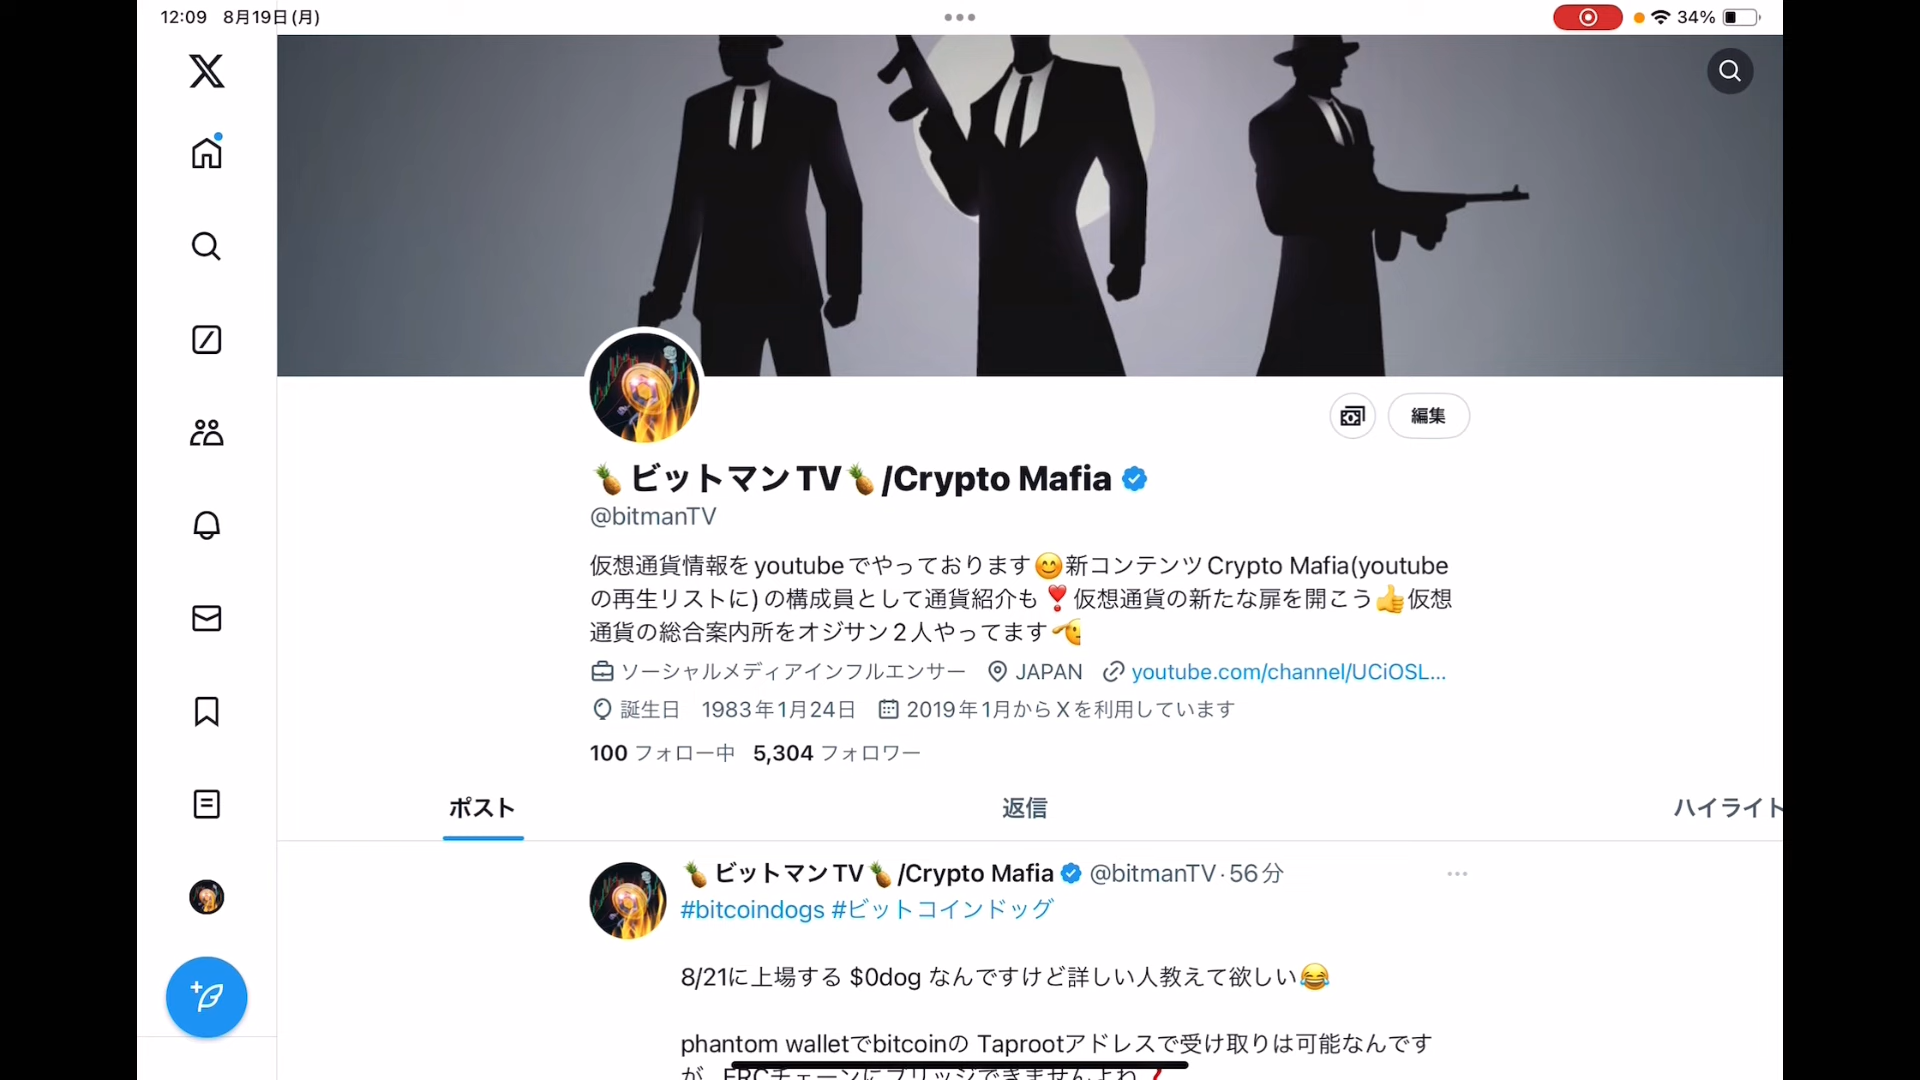 12:09 8月19日(月)
34%
編集
🍍ビットマンTV🍍/Crypto Mafia
@bitmanTV
仮想通貨情報をyoutubeでやっております😊新コンテンツCrypto Mafia(youtube
の再生リストに)の構成員として通貨紹介も❣️仮想通貨の新たな扉を開こう👍仮想
通貨の総合案内所をオジサン2人やってます🫡
ソーシャルメディアインフルエンサー JAPAN youtube.com/channel/UCiOSL...
誕生日 1983年1月24日 2019年1月からXを利用しています
100 フォロー中 5,304 フォロワー
ポスト 返信 ハイライト
🍍ビットマンTV🍍/Crypto Mafia @bitmanTV·56分
#bitcoindogs #ビットコインドッグ
8/21に上場する $0dog なんですけど詳しい人教えて欲しい😂
phantom walletでbitcoinの Taprootアドレスで受け取りは可能なんです
が、ERCチェーンにブリッジできませんよね❓